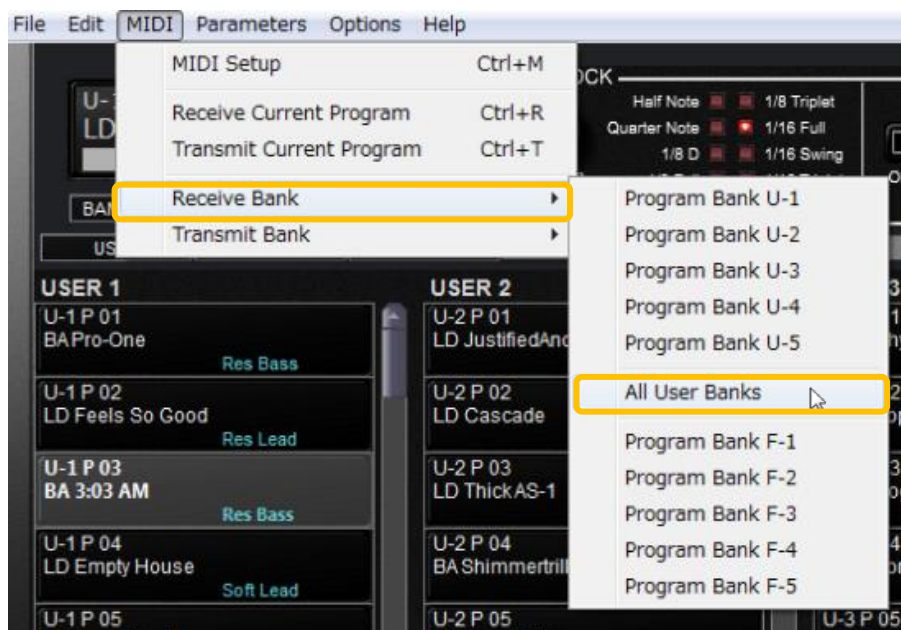 File Edit MIDI Parameters Options Help
MIDI Setup Ctrl+M
Receive Current Program Ctrl+R
Transmit Current Program Ctrl+T
Receive Bank
Transmit Bank
Program Bank U-1
Program Bank U-2
Program Bank U-3
Program Bank U-4
Program Bank U-5
All User Banks
Program Bank F-1
Program Bank F-2
Program Bank F-3
Program Bank F-4
Program Bank F-5
U-
LD
Half Note 1/8 Triplet
Quarter Note 1/16 Full
1/8 D 1/16 Swing
USER 1
U-1 P 01
BA Pro-One
Res Bass
U-1 P 02
LD Feels So Good
Res Lead
U-1 P 03
BA 3:03 AM
Res Bass
U-1 P 04
LD Empty House
Soft Lead
U-1 P 05
USER 2
U-2 P 01
LD
U-2 P 02
LD Cascade
U-2 P 03
LD ThickAS-1
U-2 P 04
BA Shimmertrill
U-2 P 05
U-3 P 05